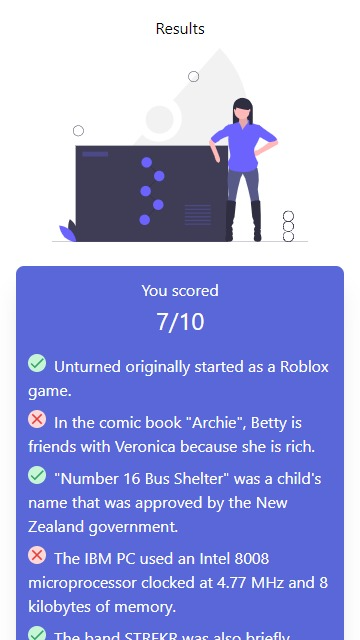 Results
You scored
7/10
Unturned originally started as a Roblox
game.
In the comic book "Archie", Betty is
friends with Veronica because she is rich.
"Number 16 Bus Shelter" was a child's
name that was approved by the New
Zealand government.
The IBM PC used an Intel 8008
microprocessor clocked at 4.77 MHz and 8
kilobytes of memory.
The band STRFKR was also briefly